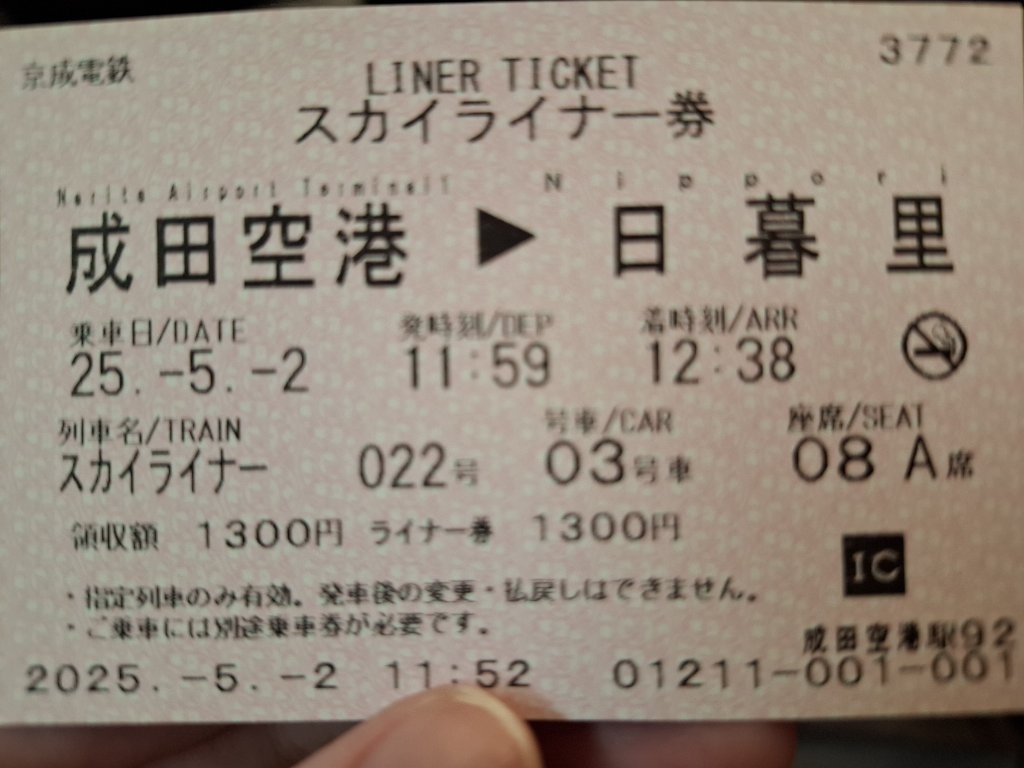 京成電鉄
3772
LINER TICKET
スカイライナー券
Narita Airport Terminal1 Nippori
成田空港 ▶ 日暮里
乗車日/DATE 発時刻/DEP 着時刻/ARR
25.-5.-2 11:59 12:38
列車名/TRAIN 号車/CAR 座席/SEAT
スカイライナー 022号 03号車 08 A席
領収額 1300円 ライナー券 1300円
IC
・指定列車のみ有効。発車後の変更・払戻しはできません。
・ご乗車には別途乗車券が必要です。
成田空港駅92
2025.-5.-2 11:52 01211-001-001